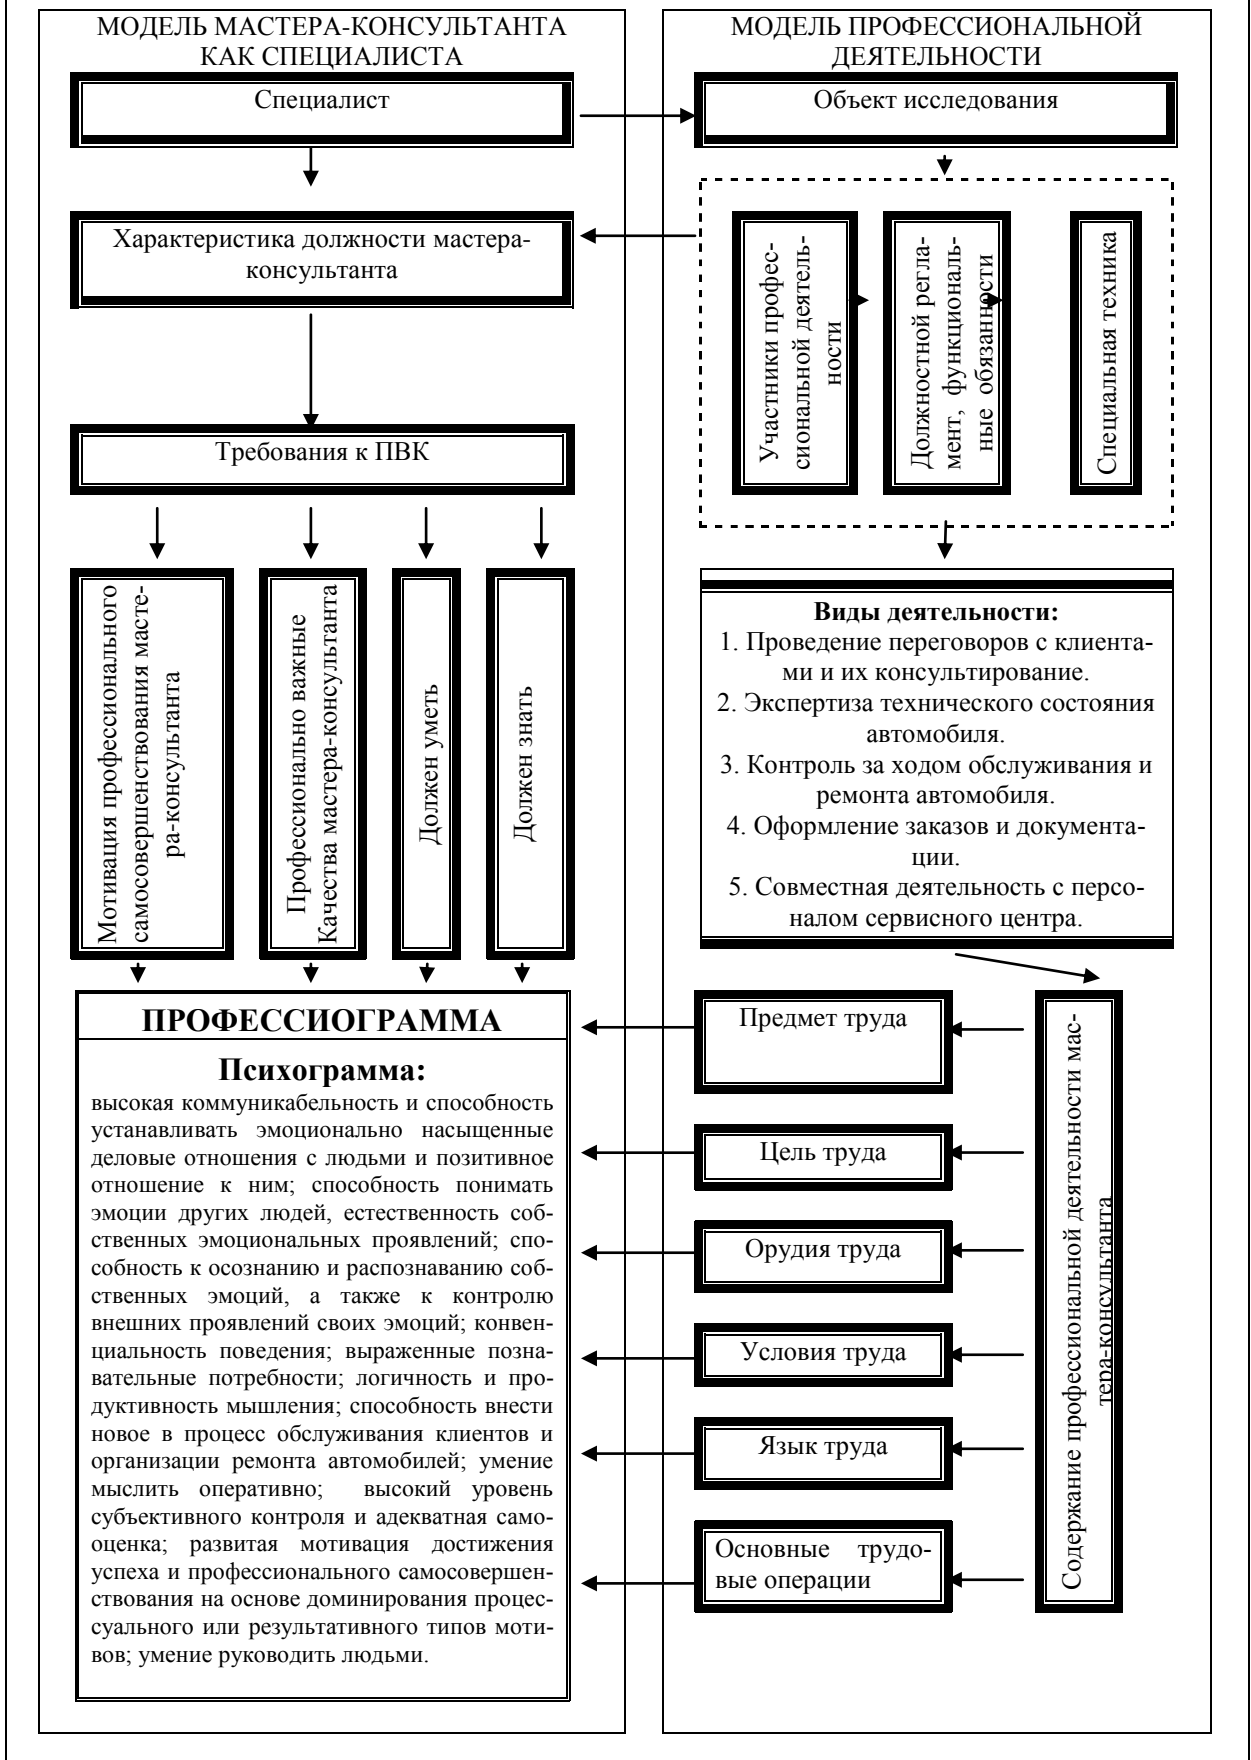 МОДЕЛЬ МАСТЕРА-КОНСУЛЬТАНТА
КАК СПЕЦИАЛИСТА
Специалист
Характеристика должности мастера-
консультанта
Требования к ПВК
Мотивация профессионального
самосовершенствования масте-
ра-консультанта
Профессионально важные
Качества мастера-консультанта
Должен уметь
Должен знать
ПРОФЕССИОГРАММА
Психограмма:
высокая коммуникабельность и способность
устанавливать эмоционально насыщенные
деловые отношения с людьми и позитивное
отношение к ним; способность понимать
эмоции других людей, естественность соб-
ственных эмоциональных проявлений; спо-
собность к осознанию и распознаванию соб-
ственных эмоций, а также к контролю
внешних проявлений своих эмоций; конвен-
циальность поведения; выраженные позна-
вательные потребности; логичность и про-
дуктивность мышления; способность внести
новое в процесс обслуживания клиентов и
организации ремонта автомобилей; умение
мыслить оперативно; высокий уровень
субъективного контроля и адекватная само-
оценка; развитая мотивация достижения
успеха и профессионального самосовершен-
ствования на основе доминирования процес-
суального или результативного типов моти-
вов; умение руководить людьми.
МОДЕЛЬ ПРОФЕССИОНАЛЬНОЙ
ДЕЯТЕЛЬНОСТИ
Объект исследования
Участники профес-
сиональной деятель-
ности
Должностной регла-
мент, функциональ-
ные обязанности
Специальная техника
Виды деятельности:
1. Проведение переговоров с клиента-
ми и их консультирование.
2. Экспертиза технического состояния
автомобиля.
3. Контроль за ходом обслуживания и
ремонта автомобиля.
4. Оформление заказов и документа-
ции.
5. Совместная деятельность с персо-
налом сервисного центра.
Предмет труда
Цель труда
Орудия труда
Условия труда
Язык труда
Основные трудо-
вые операции
Содержание профессиональной деятельности мас-
тера-консультанта